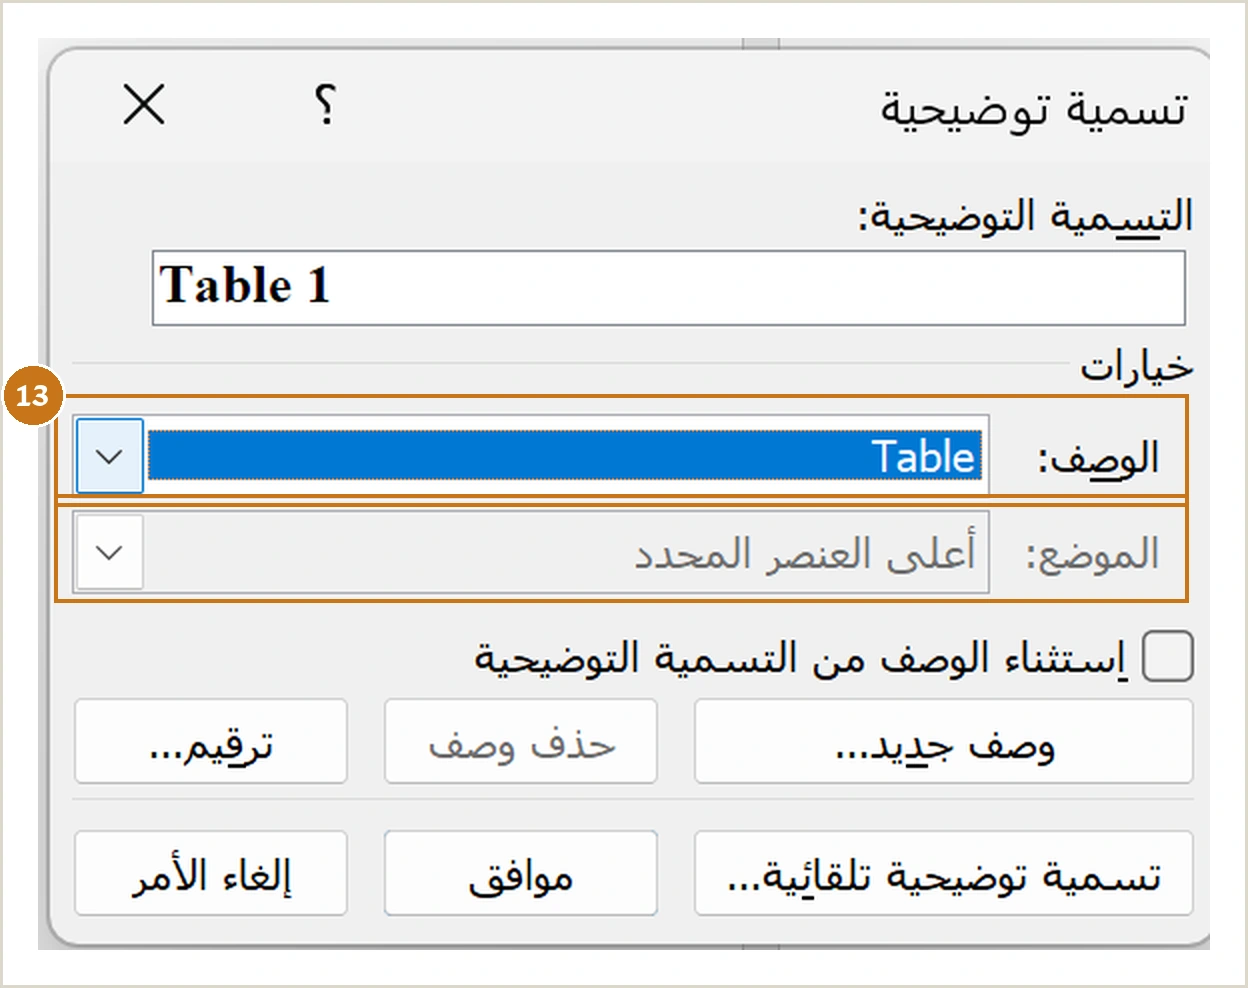 تسمية توضيحية ؟
التسمية التوضيحية:
Table 1
خيارات
13
الوصف: Table
الموضع: أعلى العنصر المحدد
إستثناء الوصف من التسمية التوضيحية
وصف جديد... حذف وصف ترقيم...
تسمية توضيحية تلقائية... موافق إلغاء الأمر